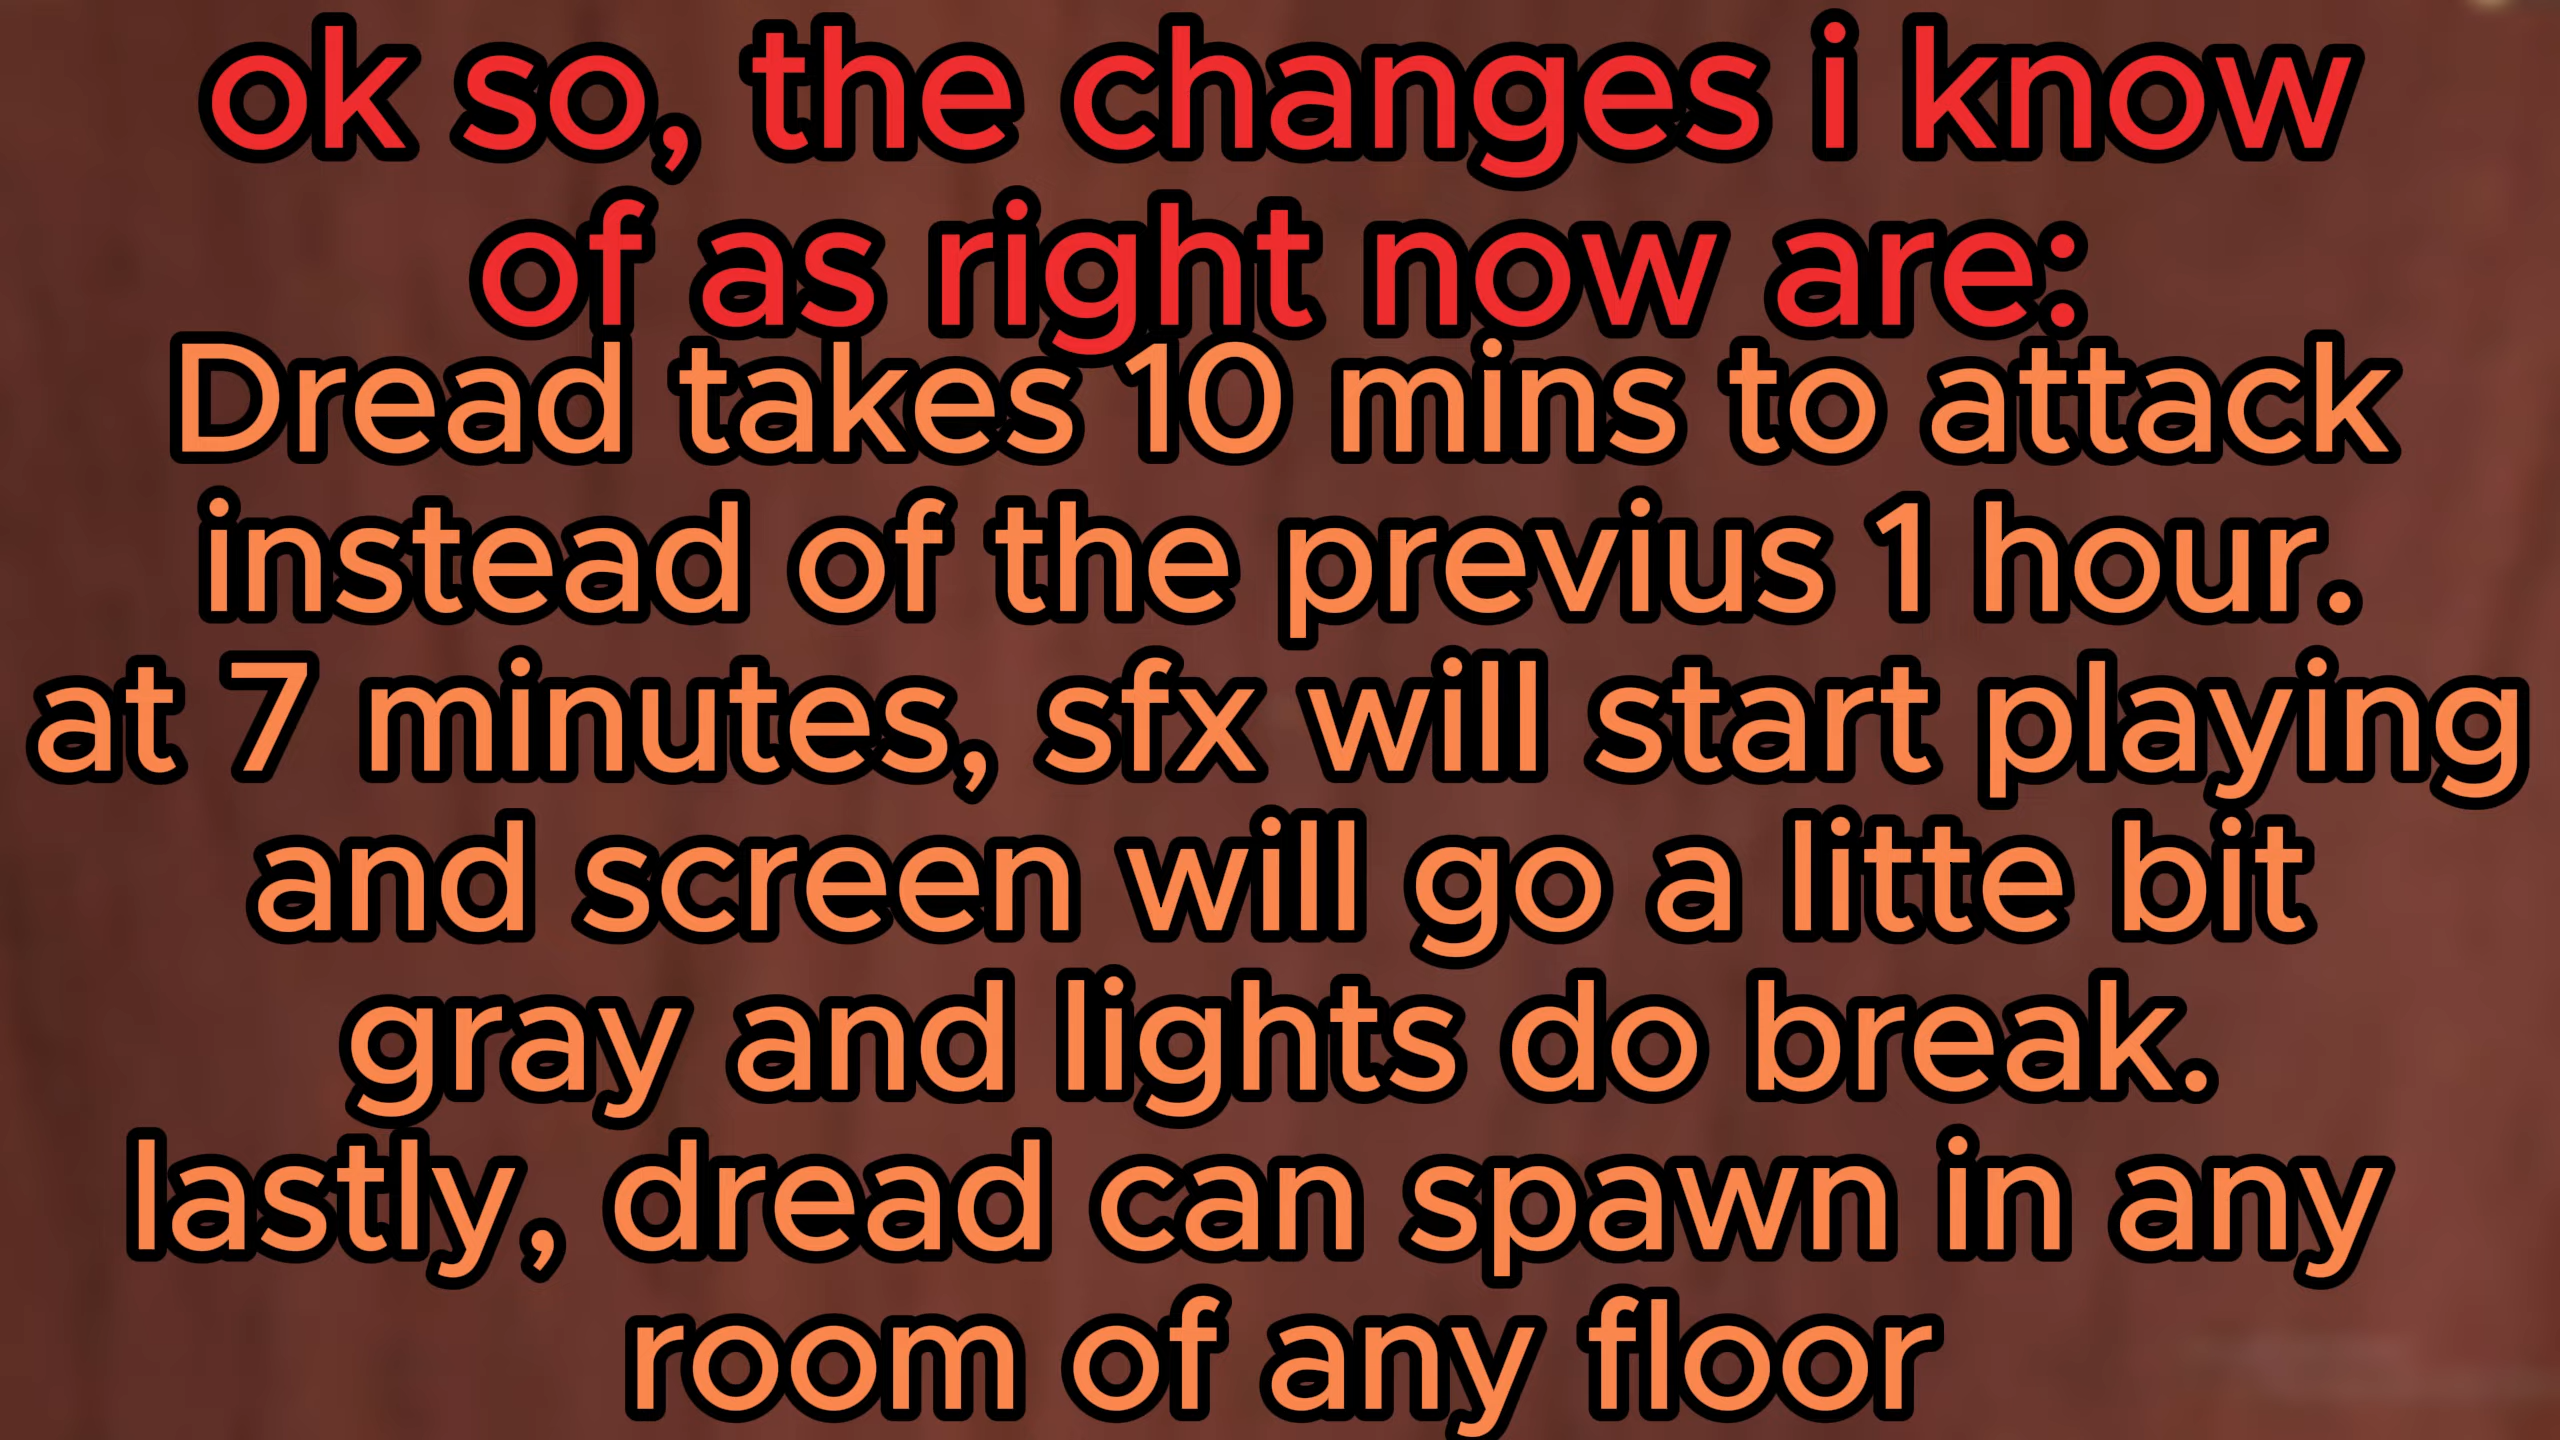 ok so, the changes i know
of as right now are:
Dread takes 10 mins to attack
instead of the previus 1 hour.
at 7 minutes, sfx will start playing
and screen will go a litte bit
gray and lights do break.
lastly, dread can spawn in any
room of any floor